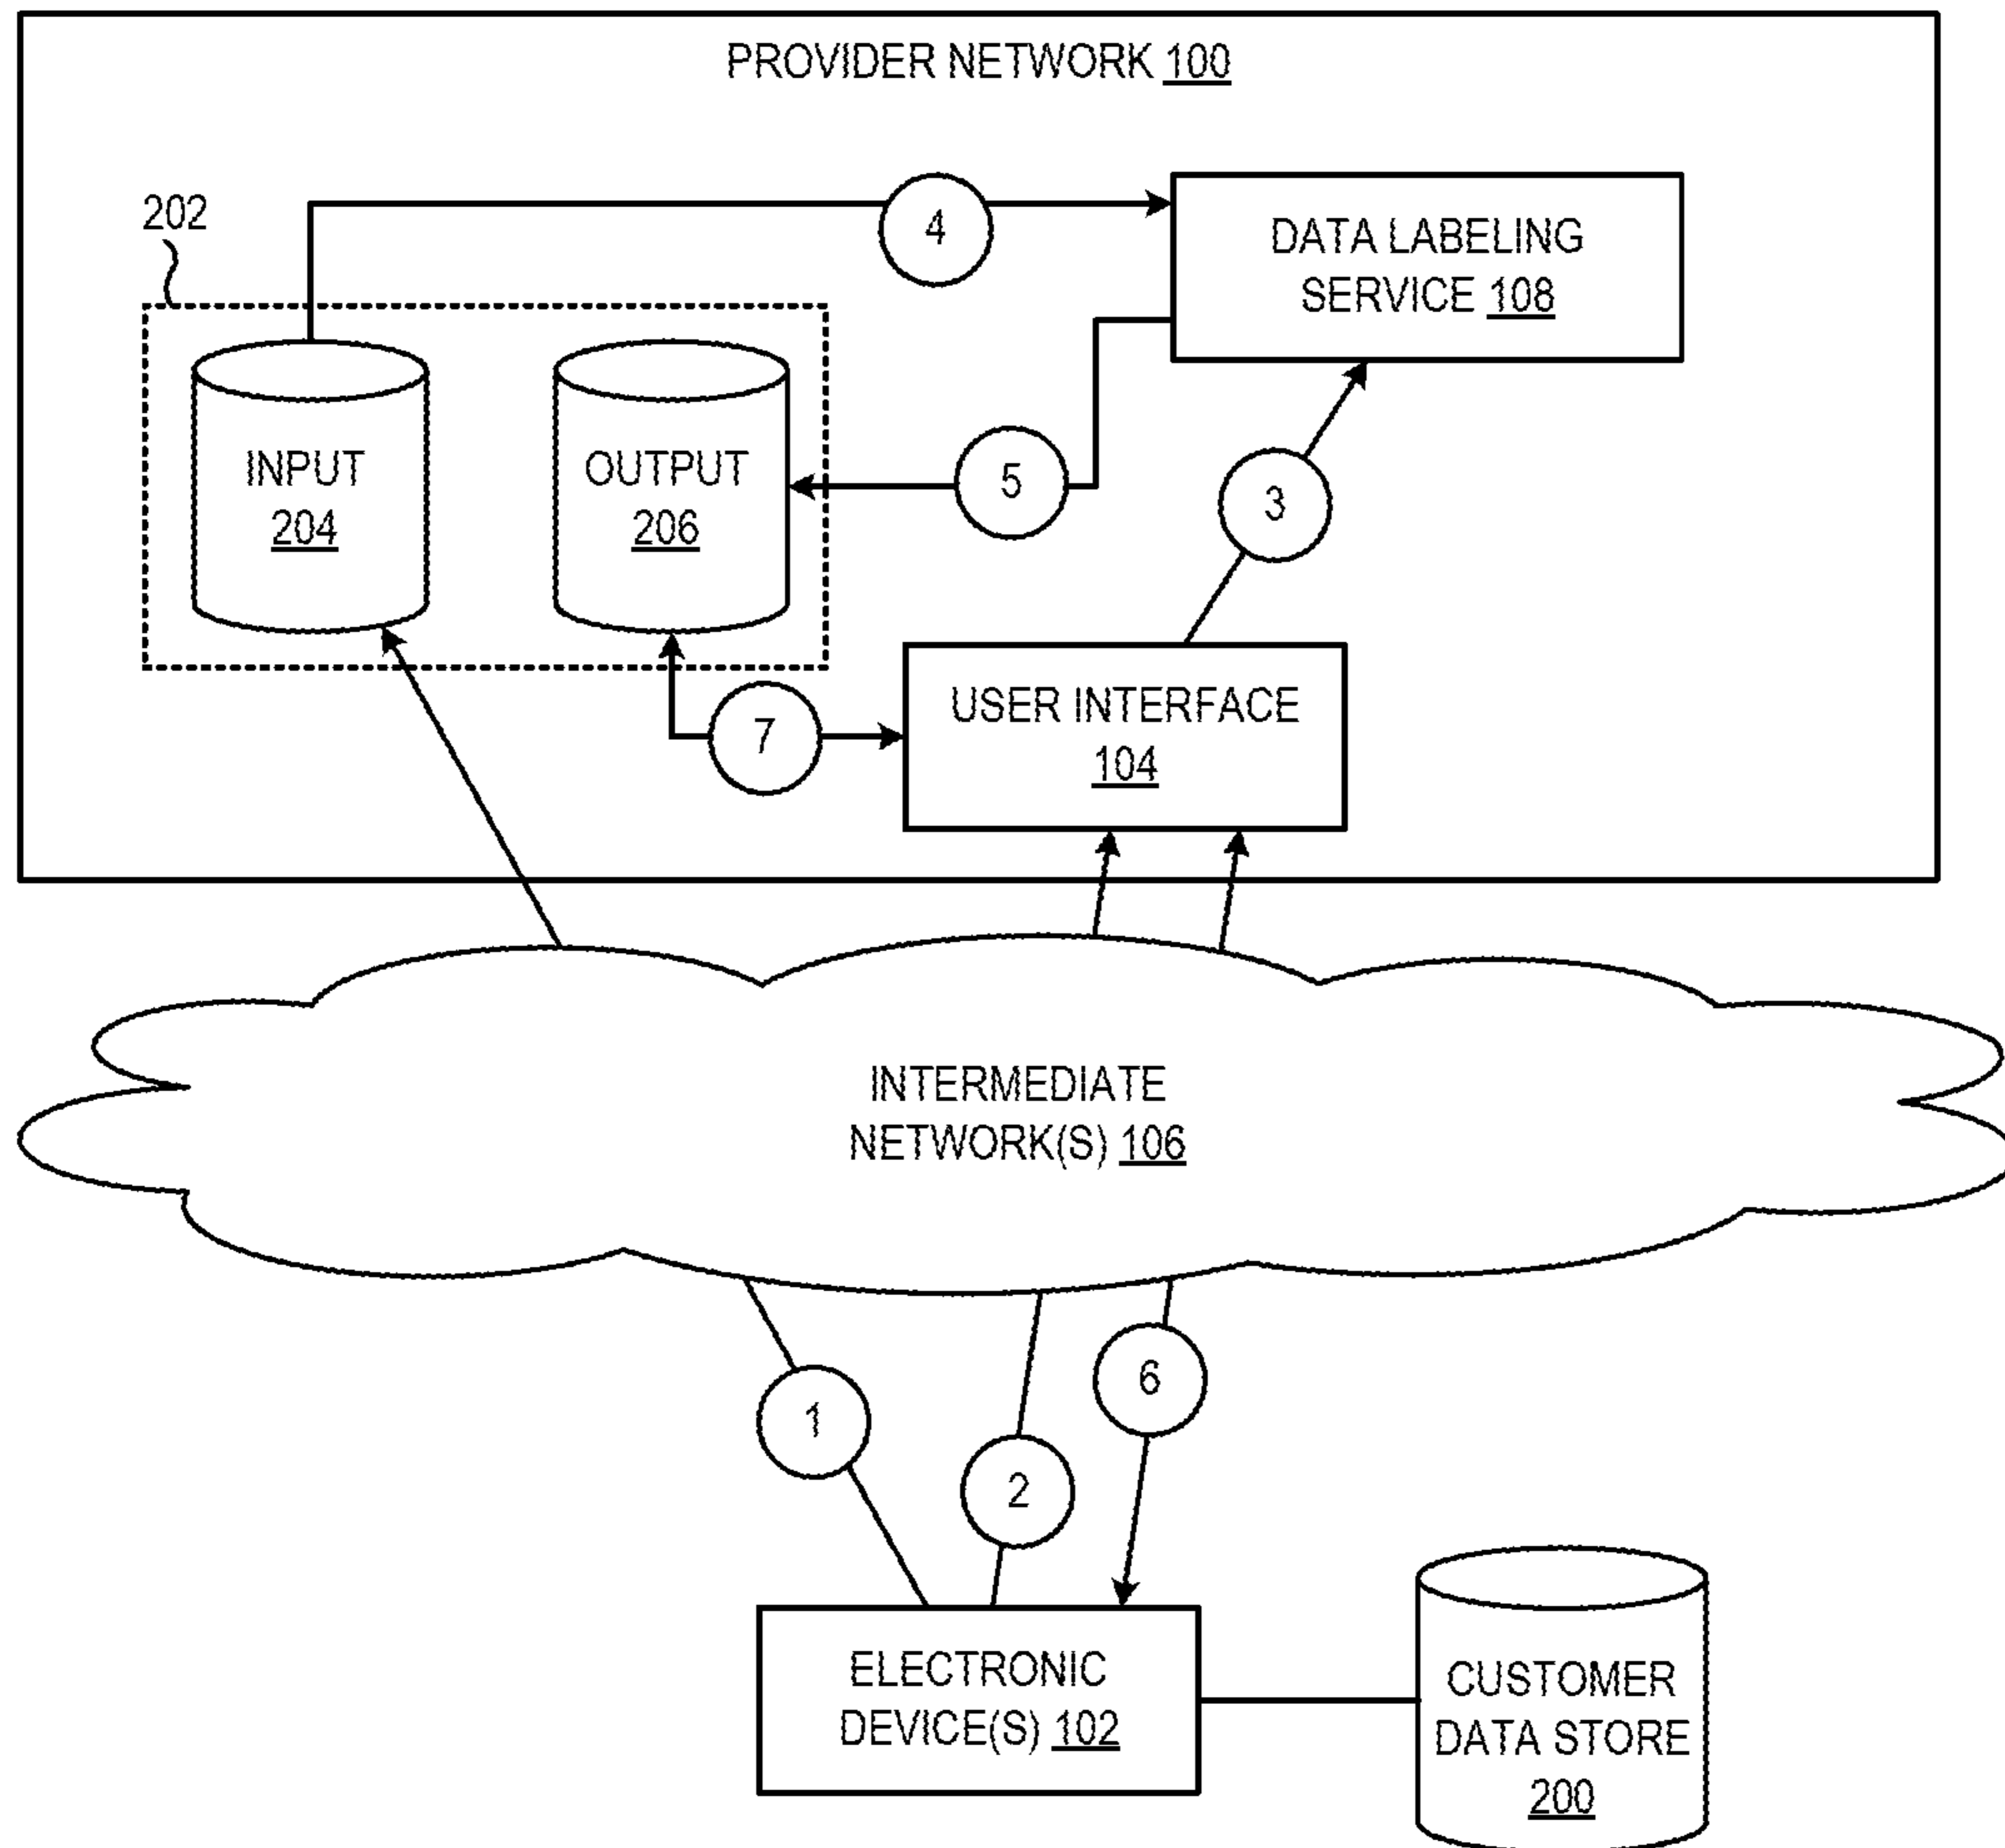 PROVIDER NETWORK 100
202
4
DATA LABELING
SERVICE 108
INPUT
204
OUTPUT
206
5
3
7
USER INTERFACE
104
INTERMEDIATE
NETWORK(S) 106
1
2
6
ELECTRONIC
DEVICE(S) 102
CUSTOMER
DATA STORE
200